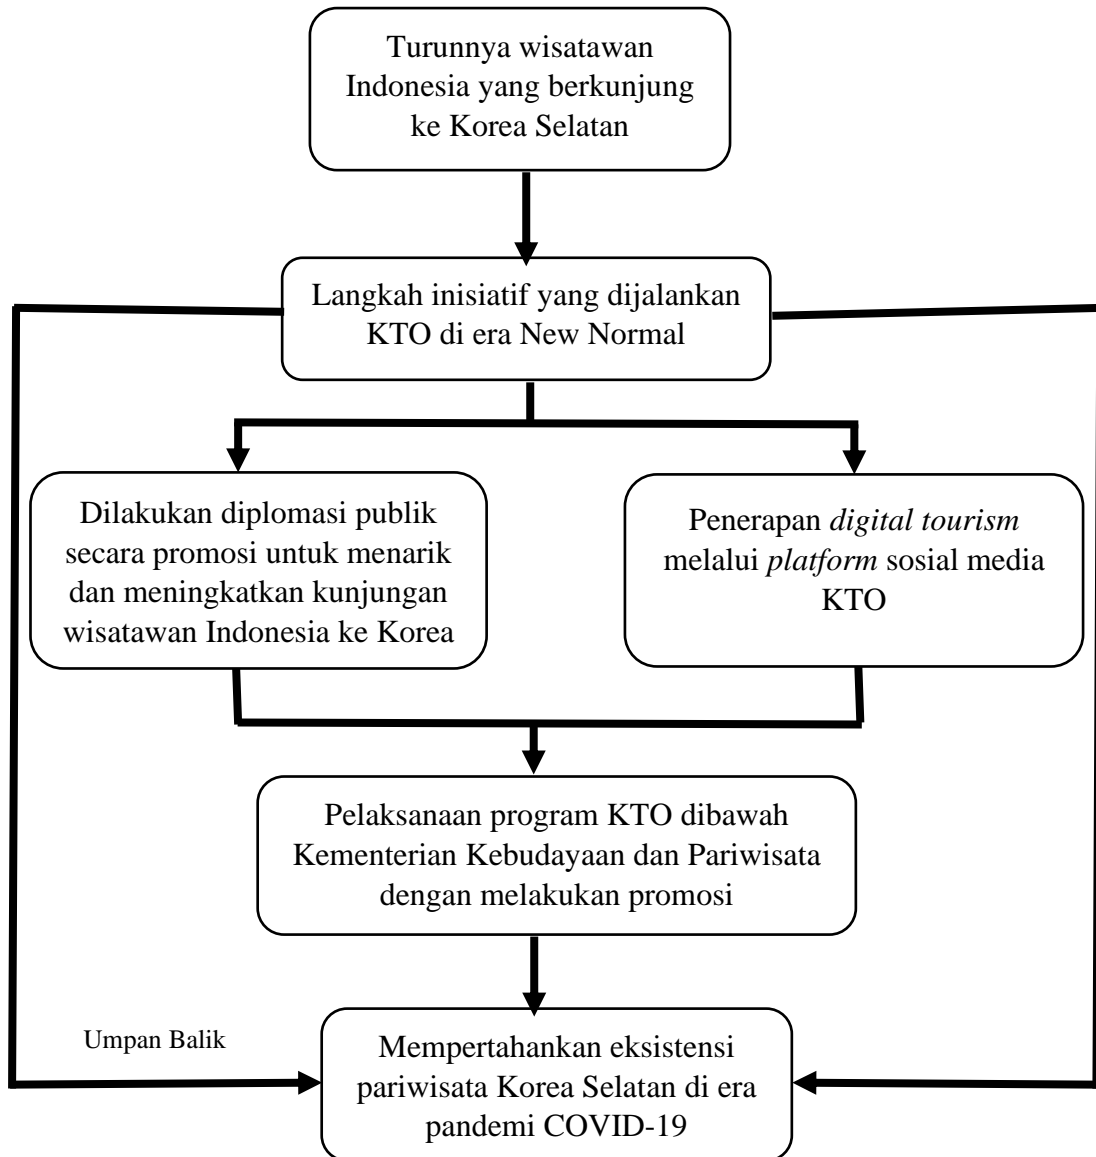 Turunnya wisatawan
Indonesia yang berkunjung
ke Korea Selatan
Langkah inisiatif yang dijalankan
KTO di era New Normal
Dilakukan diplomasi publik
secara promosi untuk menarik
dan meningkatkan kunjungan
wisatawan Indonesia ke Korea
Penerapan digital tourism
melalui platform sosial media
KTO
Pelaksanaan program KTO dibawah
Kementerian Kebudayaan dan Pariwisata
dengan melakukan promosi
Umpan Balik
Mempertahankan eksistensi
pariwisata Korea Selatan di era
pandemi COVID-19